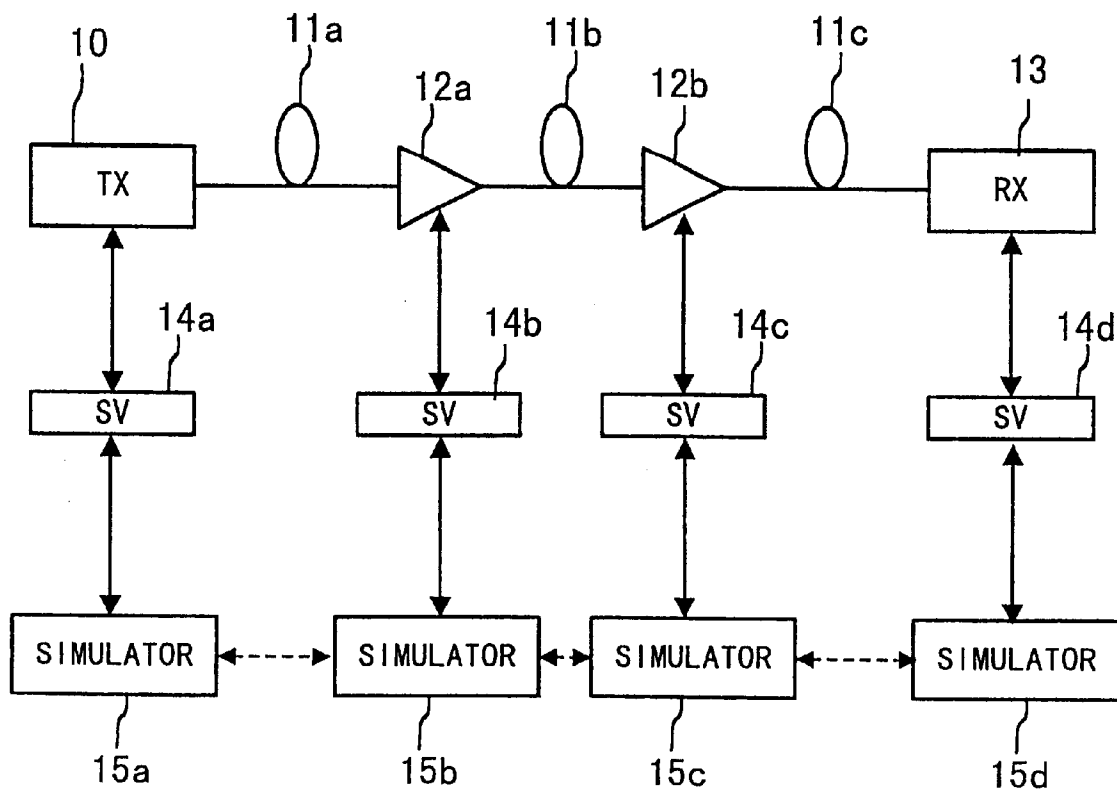 10 11a 12a 11b 12b 11c 13
TX RX
14a 14b 14c 14d
SV SV SV SV
SIMULATOR SIMULATOR SIMULATOR SIMULATOR
15a 15b 15c 15d